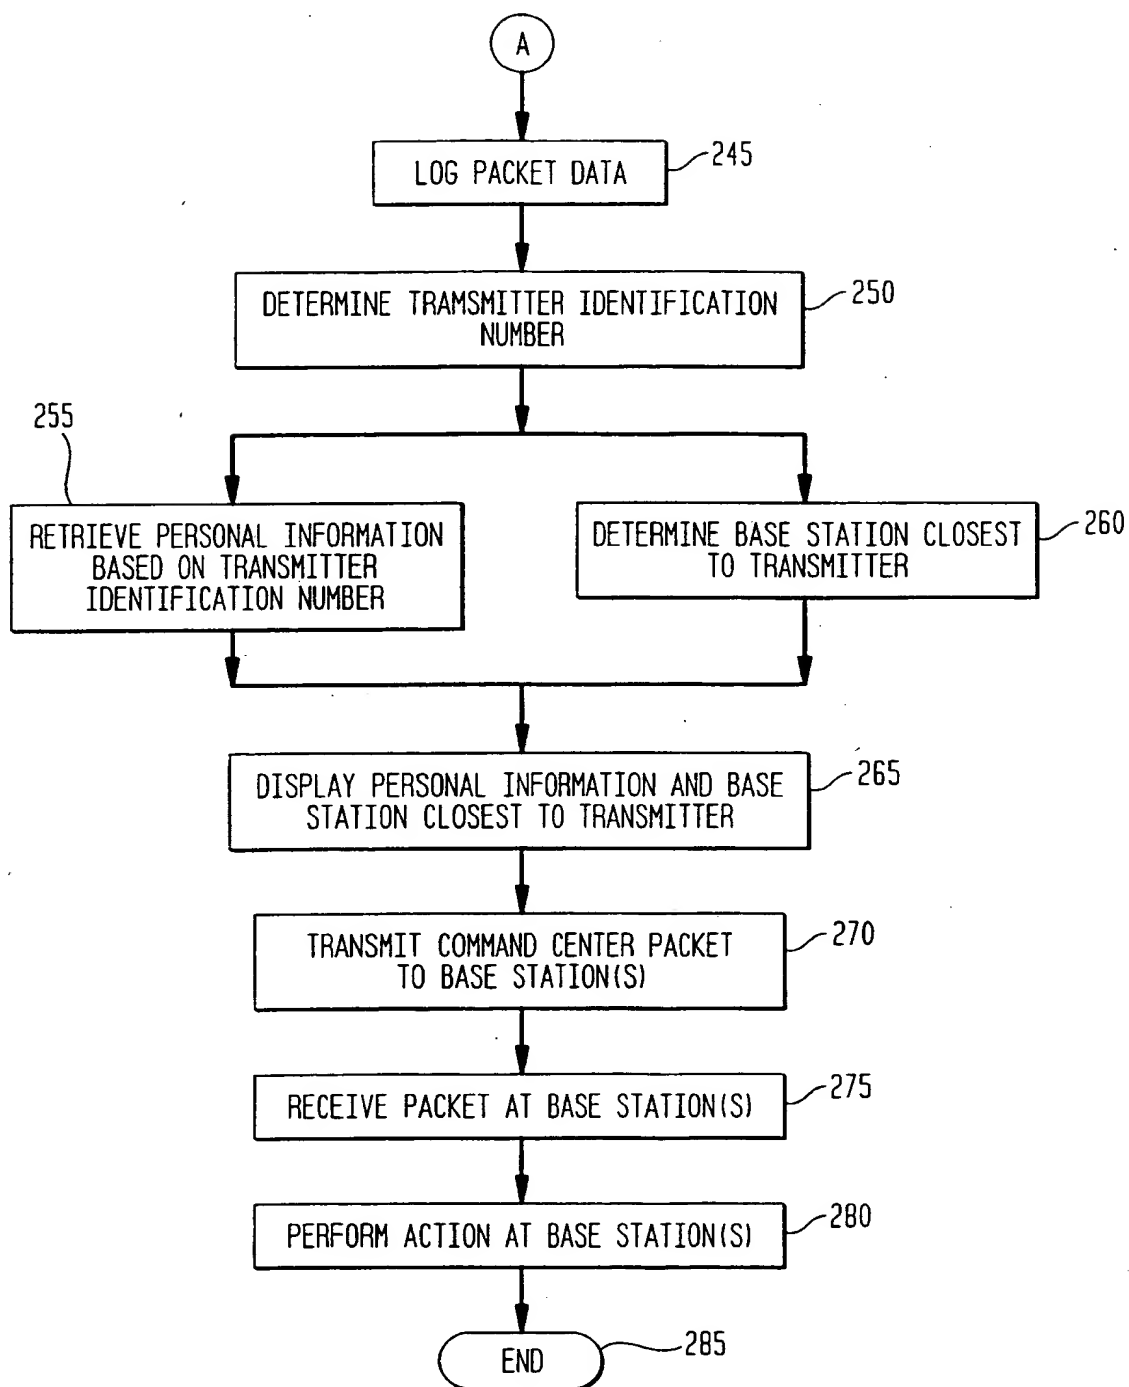 A
LOG PACKET DATA
245
DETERMINE TRAMSMITTER IDENTIFICATION
NUMBER
250
255
RETRIEVE PERSONAL INFORMATION
BASED ON TRANSMITTER
IDENTIFICATION NUMBER
DETERMINE BASE STATION CLOSEST
TO TRANSMITTER
260
DISPLAY PERSONAL INFORMATION AND BASE
STATION CLOSEST TO TRANSMITTER
265
TRANSMIT COMMAND CENTER PACKET
TO BASE STATION(S)
270
RECEIVE PACKET AT BASE STATION(S)
275
PERFORM ACTION AT BASE STATION(S)
280
END
285